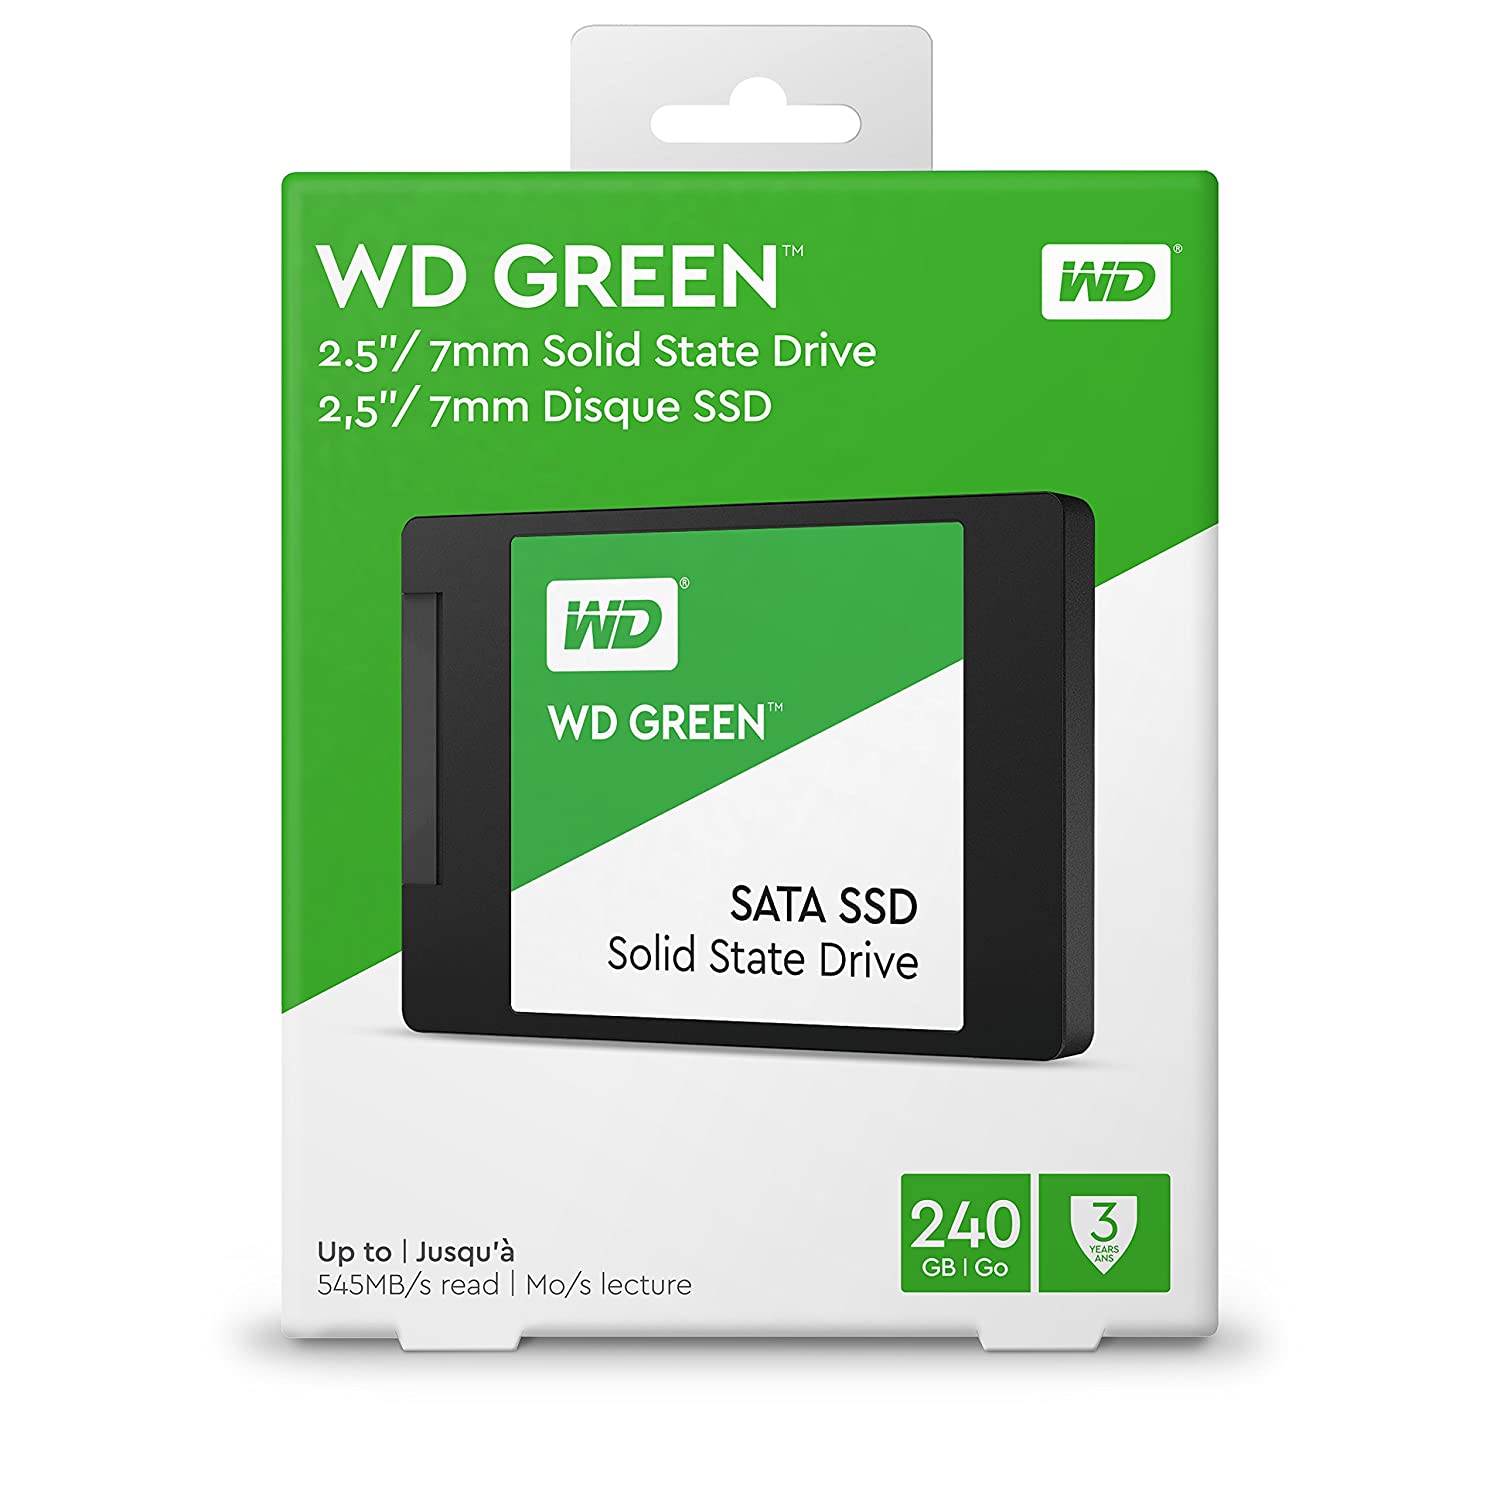 WD GREEN™
WD®
2.5"/ 7mm Solid State Drive
2,5"/ 7mm Disque SSD
WD®
WD GREEN™
SATA SSD
Solid State Drive
Up to | Jusqu'à
545MB/s read | Mo/s lecture
240
GB | Go
3
YEARS
ANS